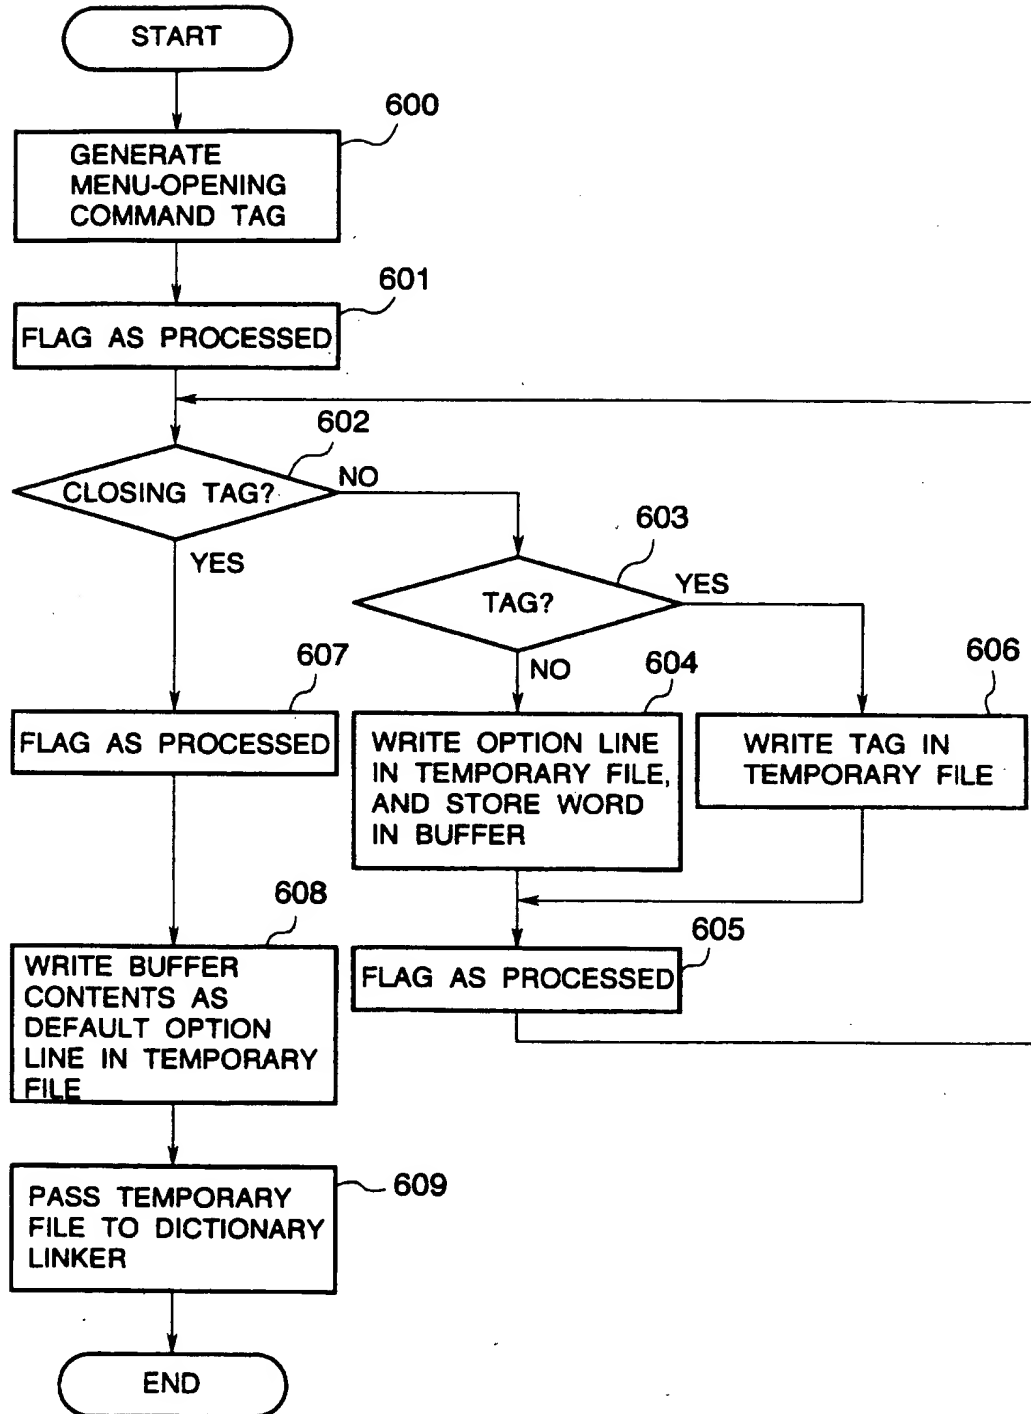 START
600
GENERATE
MENU-OPENING
COMMAND TAG
601
FLAG AS PROCESSED
602
CLOSING TAG?
NO
YES
603
TAG?
YES
NO
607
FLAG AS PROCESSED
604
WRITE OPTION LINE
IN TEMPORARY FILE,
AND STORE WORD
IN BUFFER
606
WRITE TAG IN
TEMPORARY FILE
605
FLAG AS PROCESSED
608
WRITE BUFFER
CONTENTS AS
DEFAULT OPTION
LINE IN TEMPORARY
FILE
609
PASS TEMPORARY
FILE TO DICTIONARY
LINKER
END